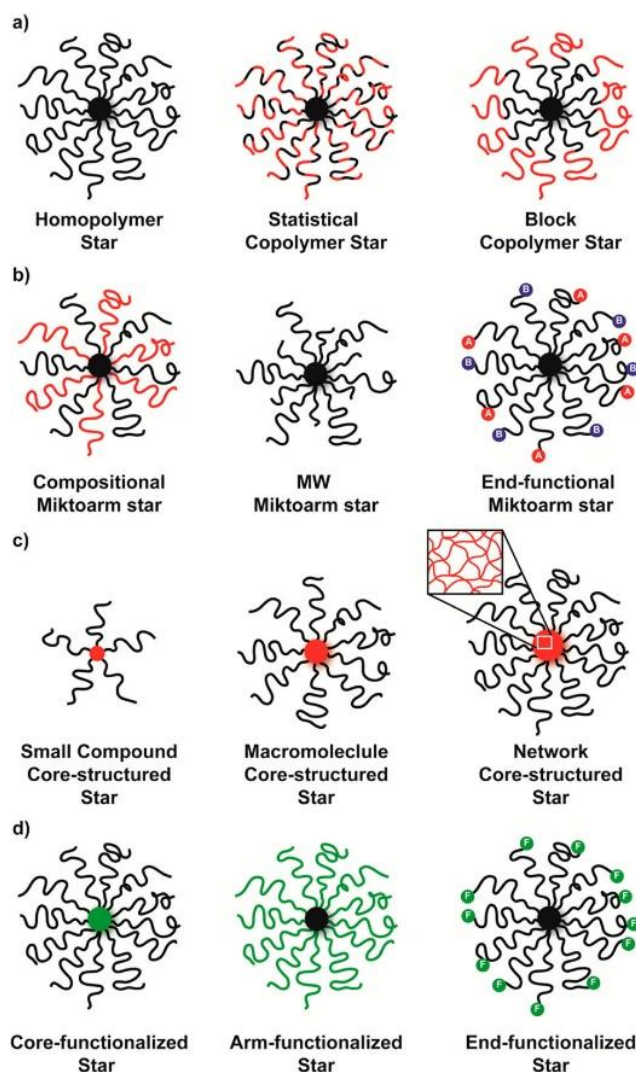 a)
Homopolymer
Star
Statistical
Copolymer Star
Block
Copolymer Star
b)
B
A
B
A
A
B
B
A
A
B
B
A
Compositional
Miktoarm star
MW
Miktoarm star
End-functional
Miktoarm star
c)
Small Compound
Core-structured
Star
Macromoleclule
Core-structured
Star
Network
Core-structured
Star
d)
F
F
F
F
F
F
F
F
F
F
F
F
Core-functionalized
Star
Arm-functionalized
Star
End-functionalized
Star